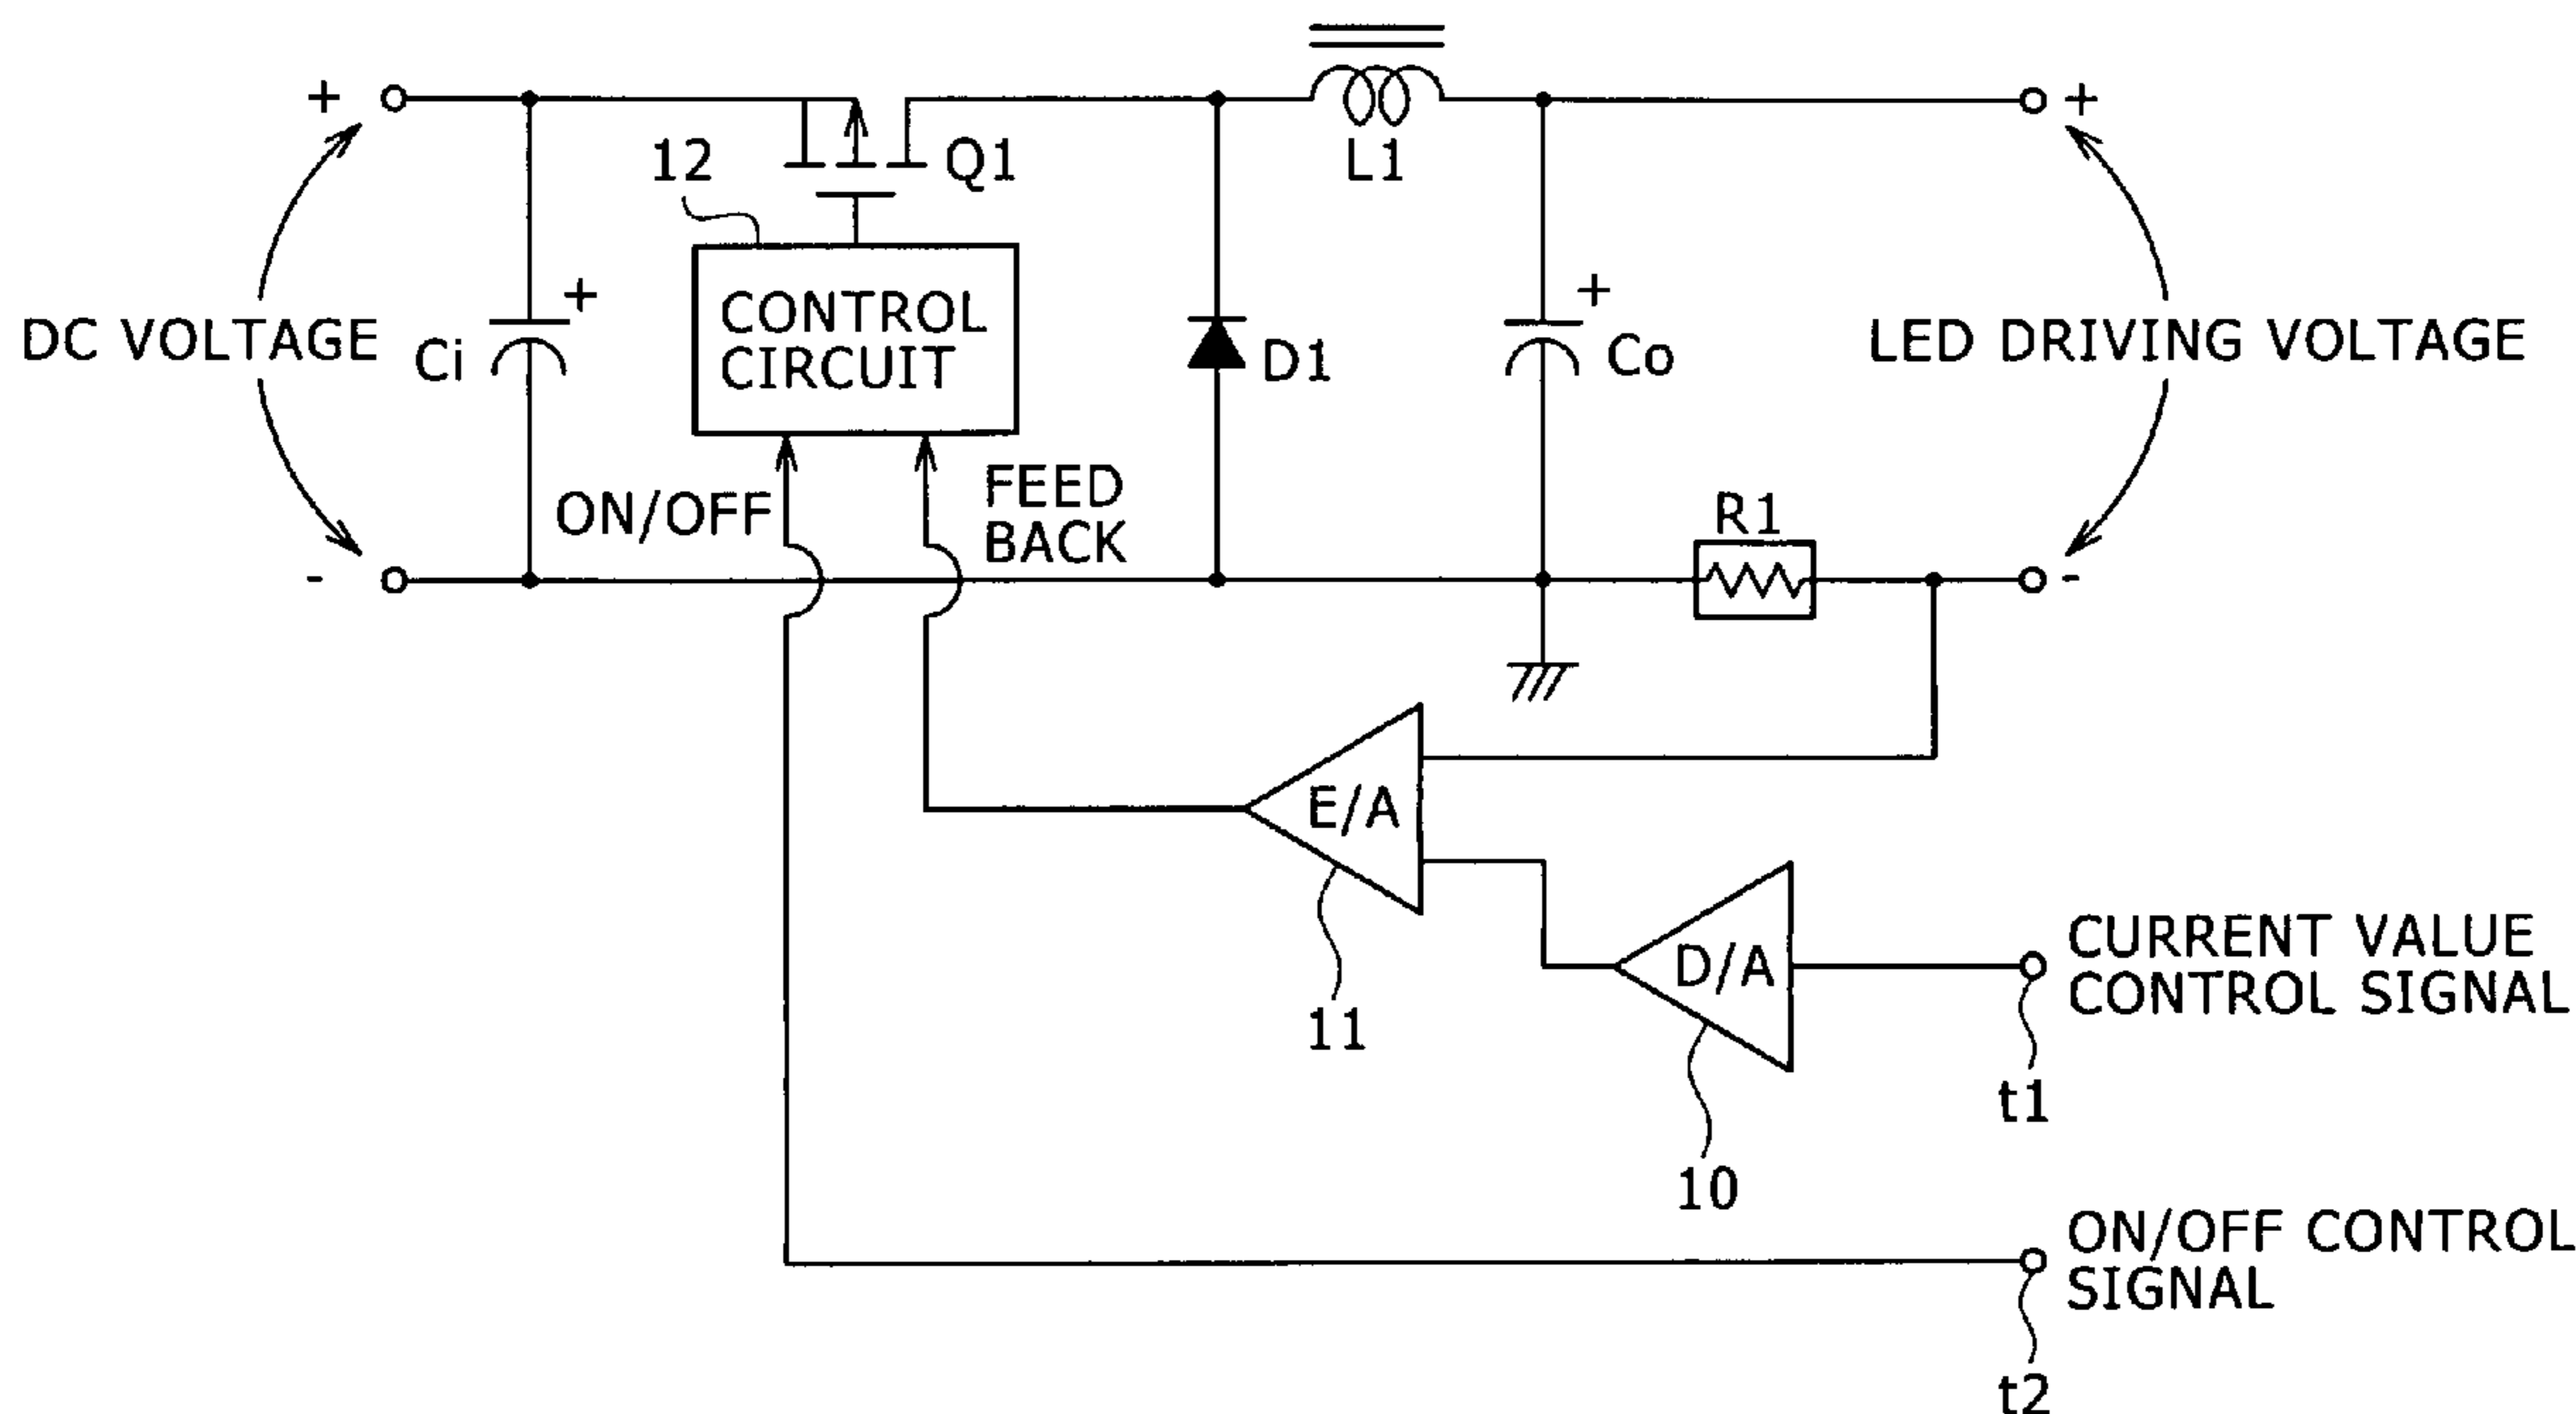 +
+
12
Q1
L1
+
+
DC VOLTAGE
Ci
CONTROL
CIRCUIT
D1
Co
LED DRIVING VOLTAGE
ON/OFF
FEED
BACK
R1
-
-
E/A
11
D/A
10
CURRENT VALUE
CONTROL SIGNAL
t1
ON/OFF CONTROL
SIGNAL
t2